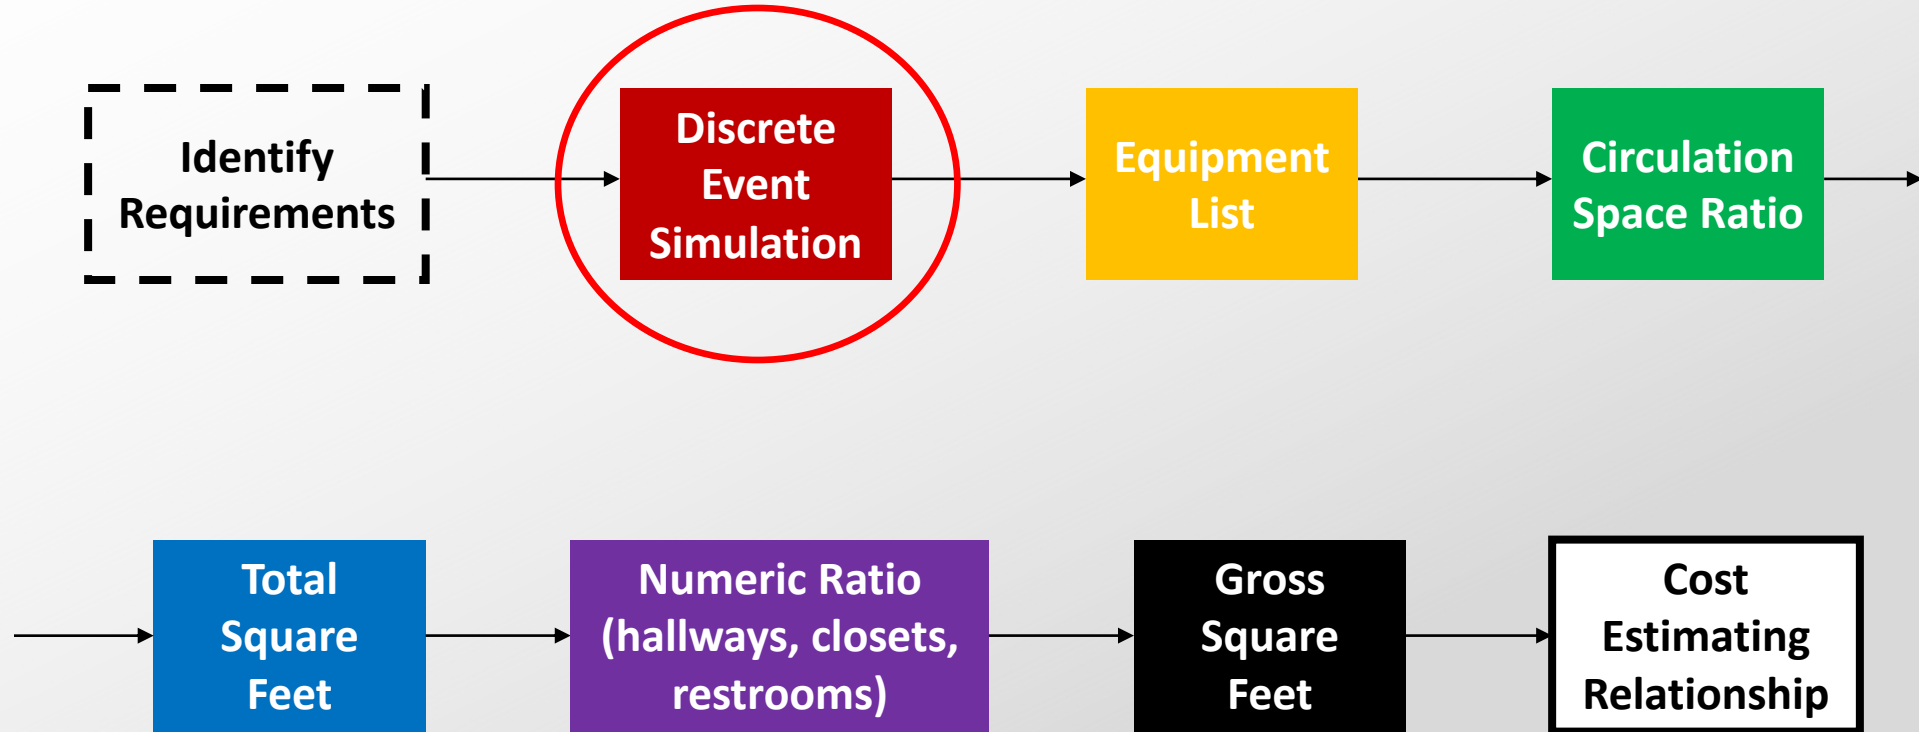 Identify
Requirements
Discrete
Event
Simulation
Equipment
List
Circulation
Space Ratio
Total
Square
Feet
Numeric Ratio
(hallways, closets,
restrooms)
Gross
Square
Feet
Cost
Estimating
Relationship